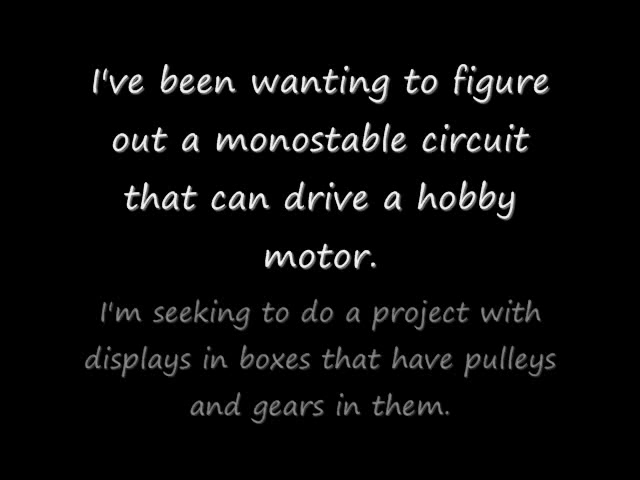 I've been wanting to figure
out a monostable circuit
that can drive a hobby
motor.
I'm seeking to do a project with
displays in boxes that have pulleys
and gears in them.